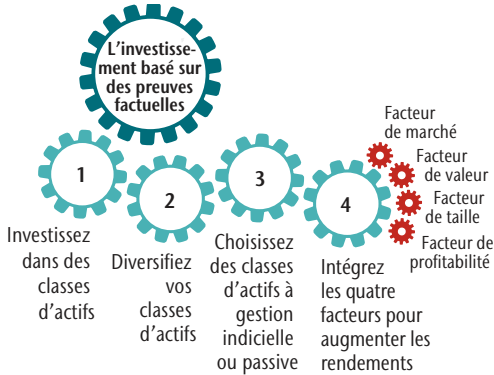 L'investisse-
ment basé sur
des preuves
factuelles
1
Investissez
dans des
classes
d'actifs
2
Diversifiez
vos
classes
d'actifs
3
Choisissez
des classes
d'actifs à
gestion
indicielle
ou passive
4
Intégrez
les quatre
facteurs pour
augmenter les
rendements
Facteur
de marché
Facteur
de valeur
Facteur
de taille
Facteur de
profitabilité